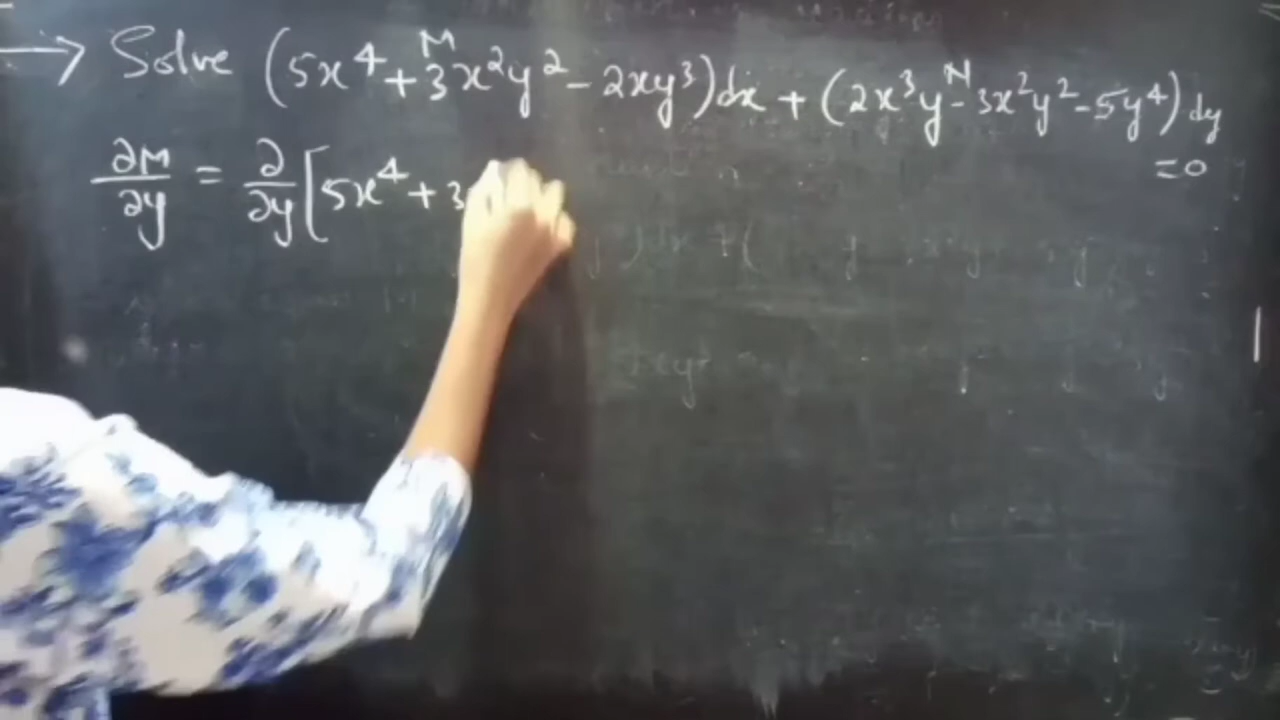 → Solve (5x⁴ + 3x²y² - 2xy³)dx + (2x³y - 3x²y² - 5y⁴)dy = 0
M N
∂M/∂y = ∂/∂y [5x⁴ + 3